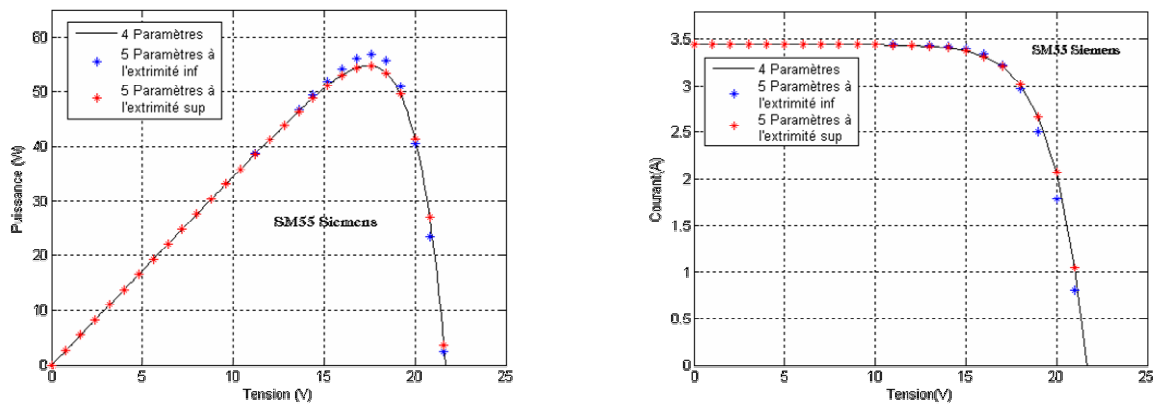 60
50
40
30
20
10
0
Puissance (W)
4 Paramètres
5 Paramètres à
l'extrimité inf
5 Paramètres à
l'extrimité sup
SM55 Siemens
0
5
10
15
20
25
Tension (V)
3.5
3
2.5
2
1.5
1
0.5
0
Courant(A)
SM55 Siemens
4 Paramètres
5 Paramètres à
l'extrimité inf
5 Paramètres à
l'extrimité sup
0
5
10
15
20
25
Tension(V)